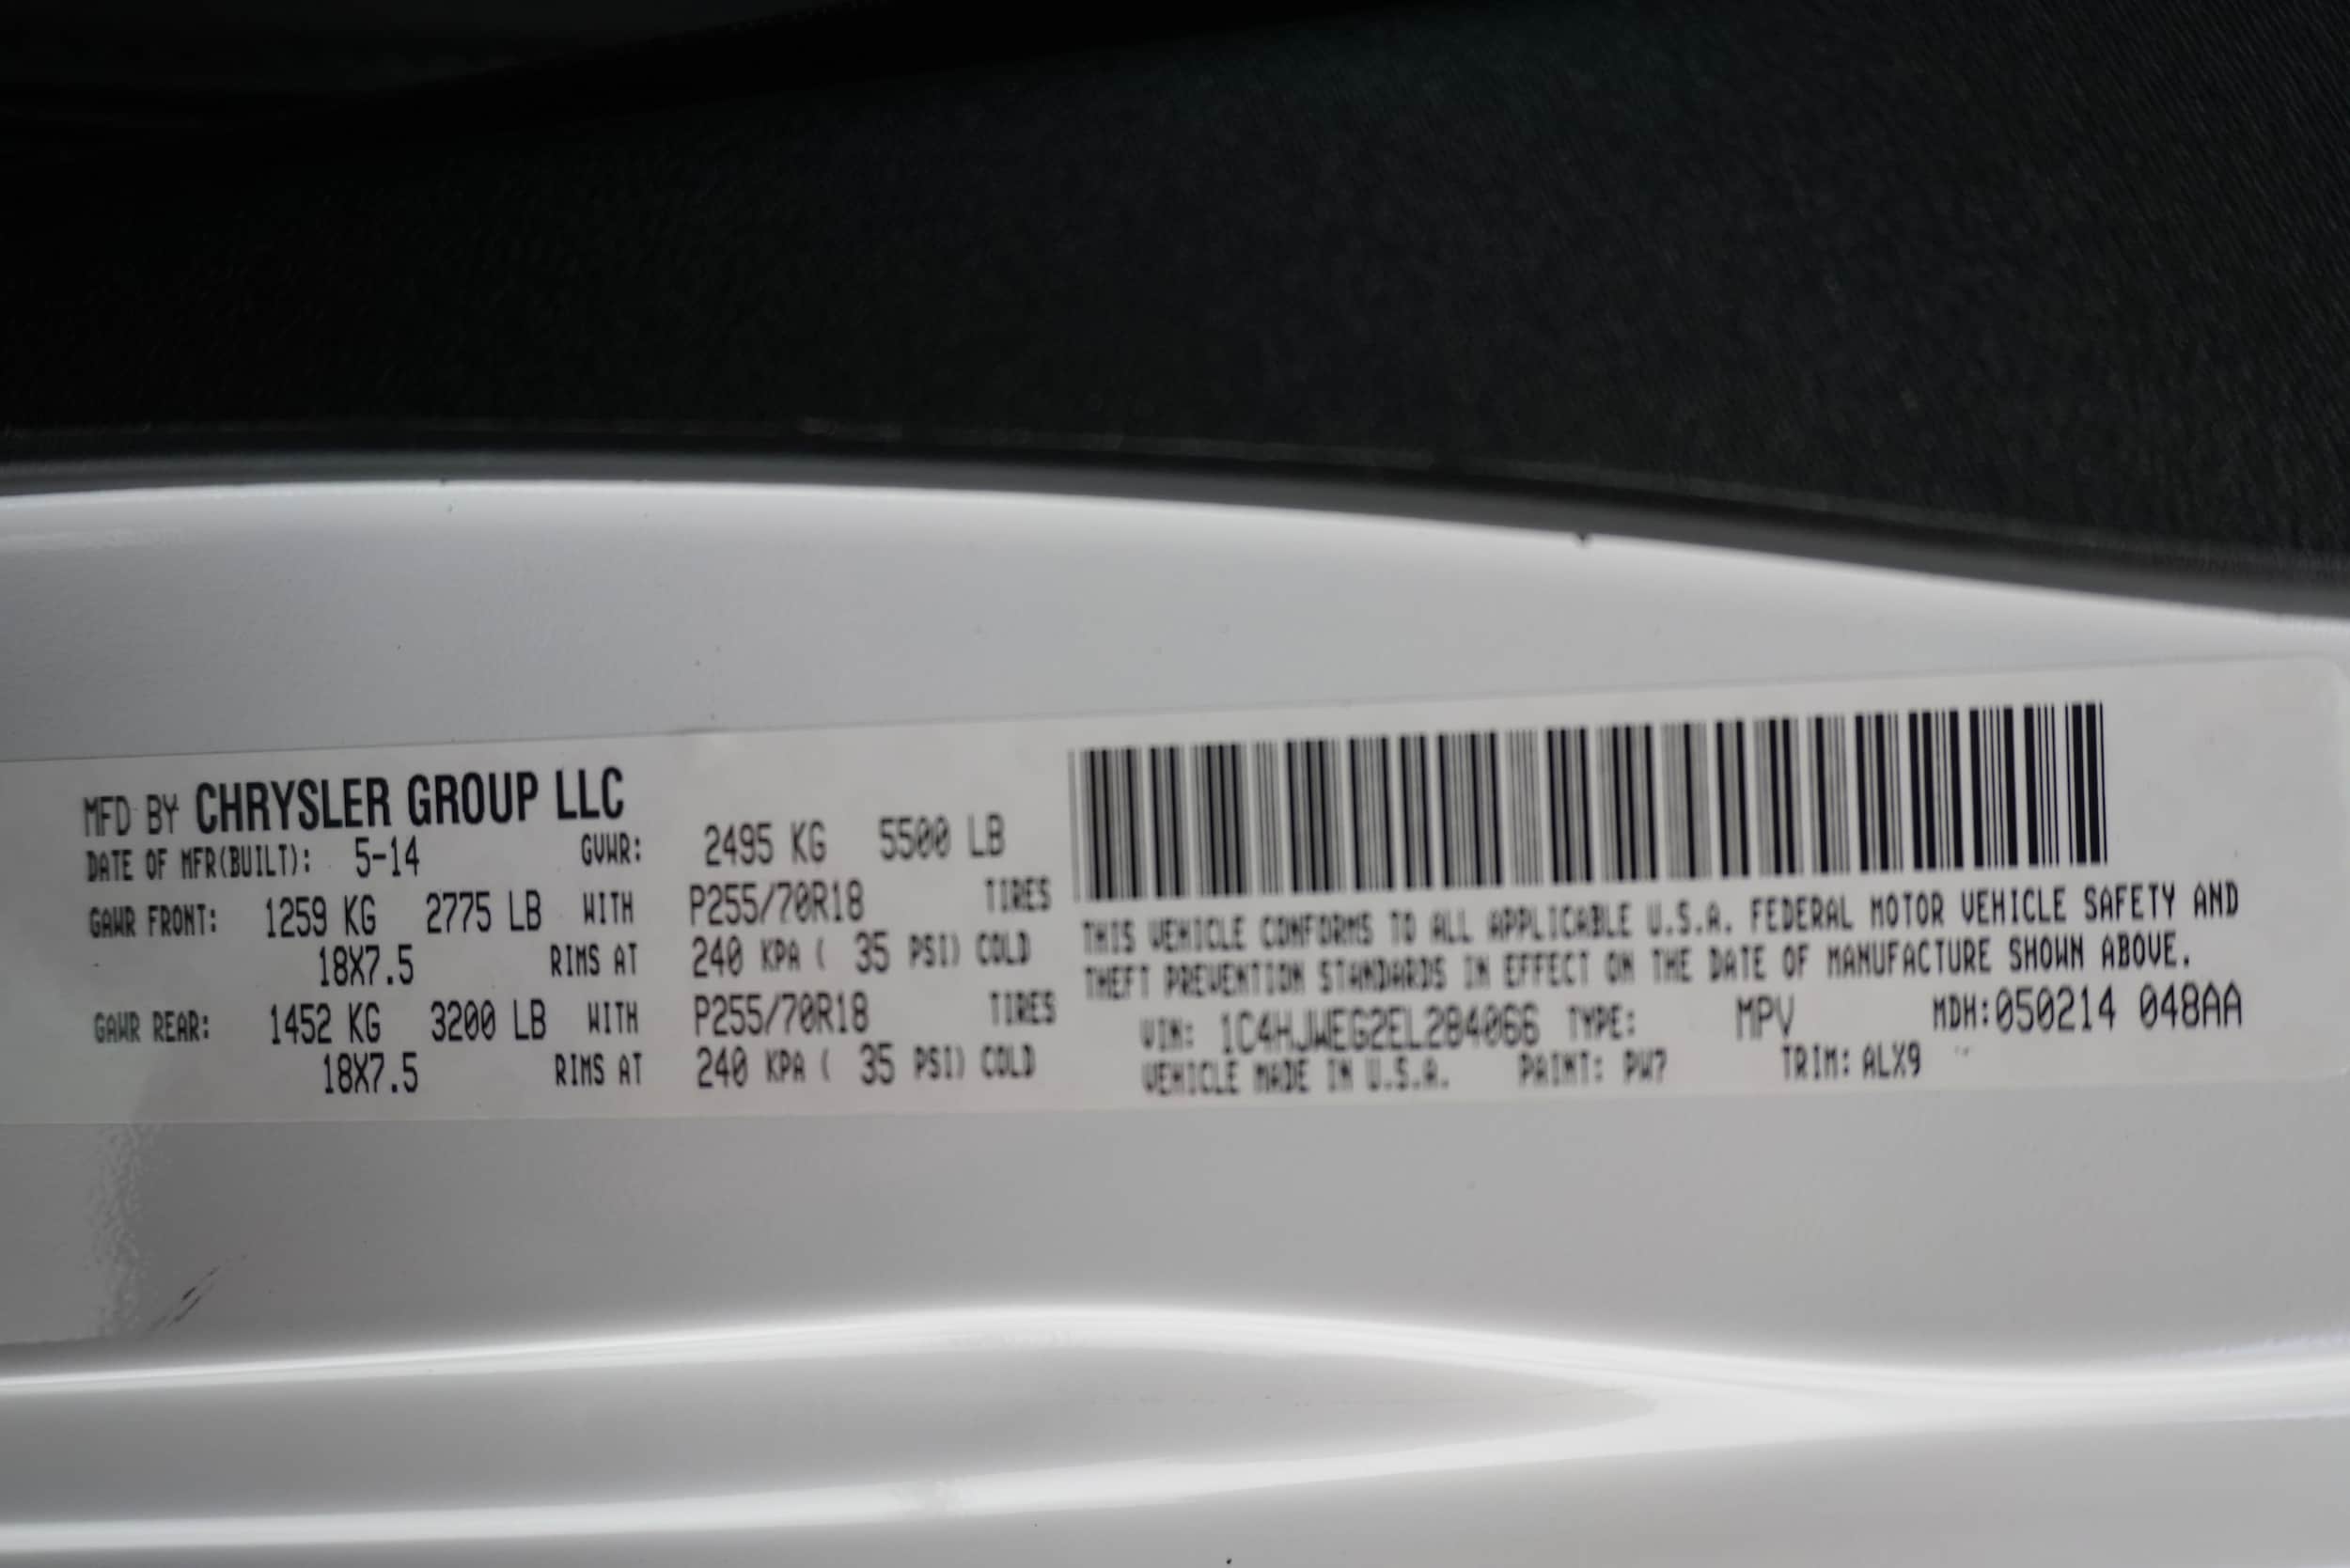 MFD BY CHRYSLER GROUP LLC
DATE OF MFR(BUILT): 5-14 GVWR: 2495 KG 5500 LB
GAWR FRONT: 1259 KG 2775 LB WITH P255/70R18 TIRES
18X7.5 RIMS AT 240 KPA ( 35 PSI) COLD
GAWR REAR: 1452 KG 3200 LB WITH P255/70R18 TIRES
18X7.5 RIMS AT 240 KPA ( 35 PSI) COLD
THIS VEHICLE CONFORMS TO ALL APPLICABLE U.S.A. FEDERAL MOTOR VEHICLE SAFETY AND
THEFT PREVENTION STANDARDS IN EFFECT ON THE DATE OF MANUFACTURE SHOWN ABOVE.
VIN: 1C4HJWEG2EL284066 TYPE: MPV MDH:050214 048AA
VEHICLE MADE IN U.S.A. PAINT: PW7 TRIM: ALX9